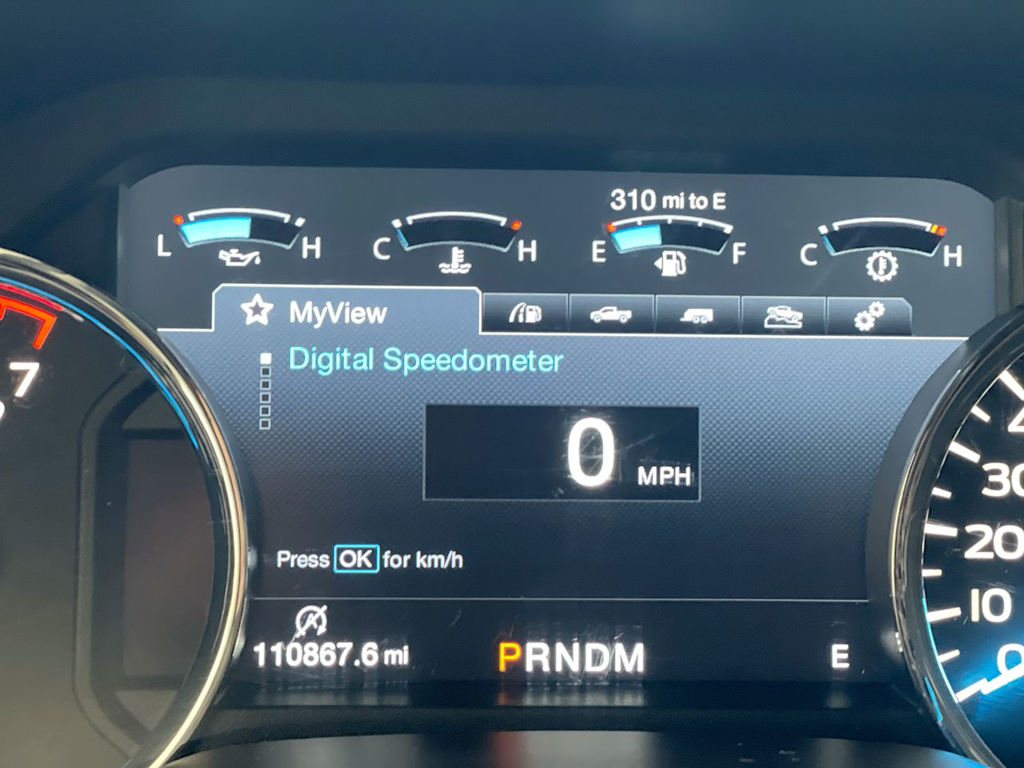 310 mi to E
L H C H E F C H
MyView
Digital Speedometer
7
0 MPH
30
20
10
0
Press OK for km/h
110867.6 mi PRNDM E